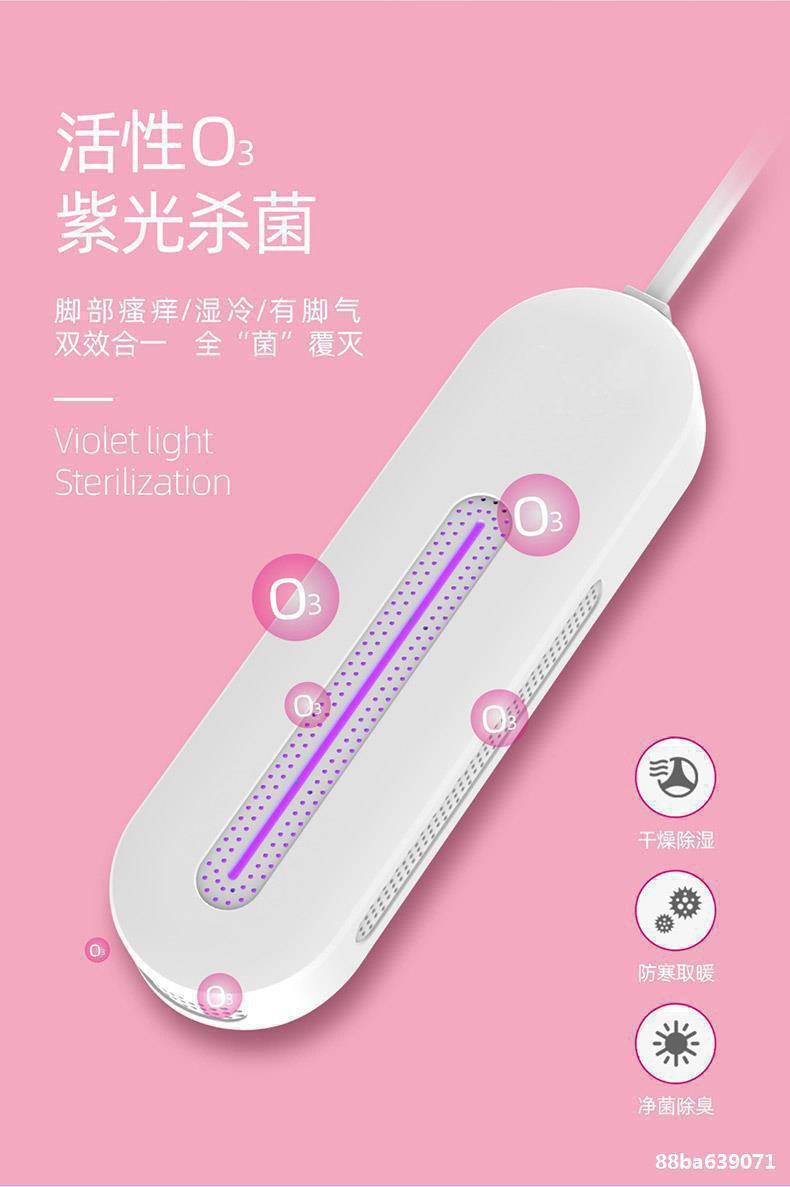 活性O₃
紫光杀菌
脚部瘙痒/湿冷/有脚气
双效合一 全“菌”覆灭
Violet light
Sterilization
O₃
O₃
O₃
O₃
O₃
O₃
干燥除湿
防寒取暖
净菌除臭
88ba639071